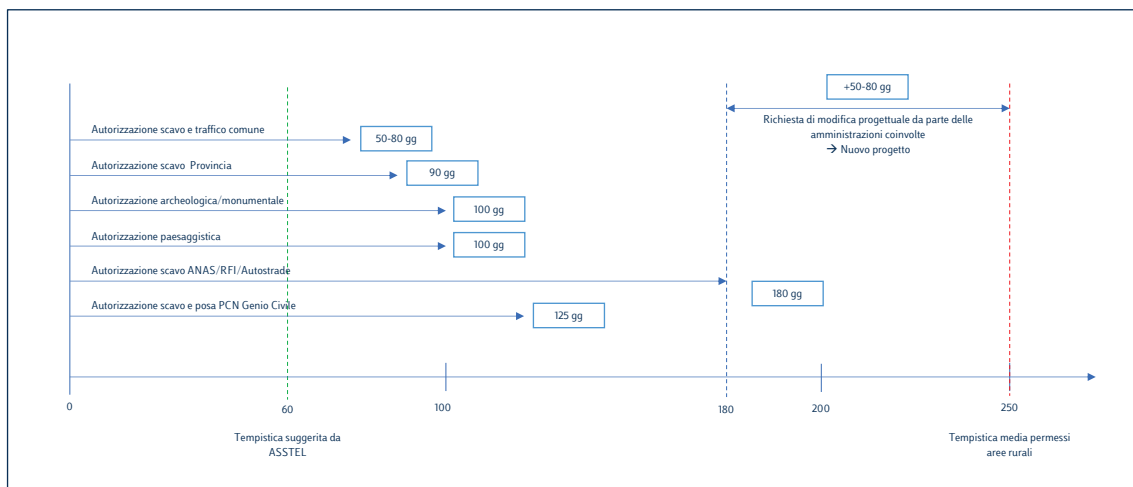 +50-80 gg
Richiesta di modifica progettuale da parte delle
amministrazioni coinvolte
→ Nuovo progetto
Autorizzazione scavo e traffico comune
50-80 gg
Autorizzazione scavo Provincia
90 gg
Autorizzazione archeologica/monumentale
100 gg
Autorizzazione paesaggistica
100 gg
Autorizzazione scavo ANAS/RFI/Autostrade
180 gg
Autorizzazione scavo e posa PCN Genio Civile
125 gg
0 60 100 180 200 250
Tempistica suggerita da
ASSTEL
Tempistica media permessi
aree rurali